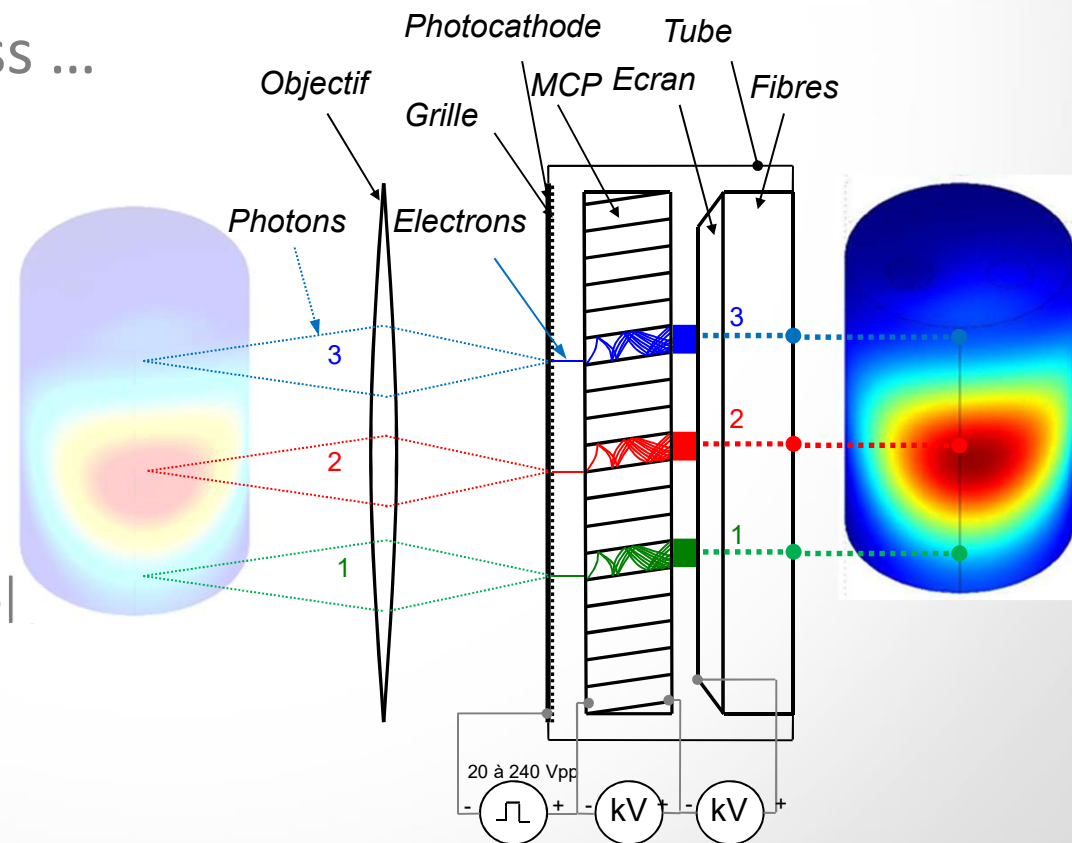 ss ...
Photocathode
Tube
Objectif
MCP
Ecran
Fibres
Grille
Photons
Electrons
3
3
2
2
1
1
20 à 240 Vpp
-
+
-
kV
+
-
kV
+